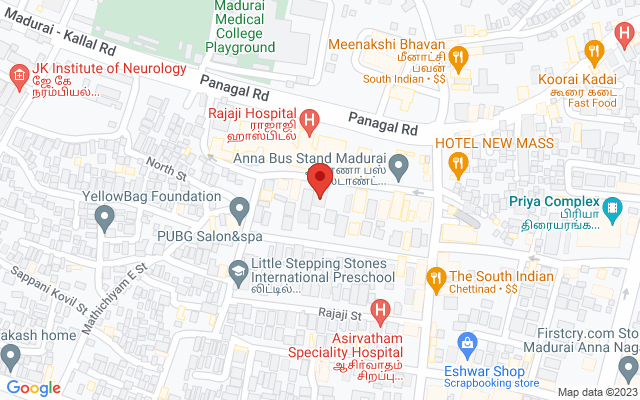 Madurai
Medical
College
Playground
Madurai - Kallal Rd
Meenakshi Bhavan
மீனாட்சி
பவன்
South Indian • $$
JK Institute of Neurology
ஜே.கே
நரம்பியல்...
Panagal Rd
Panagal Rd
Koorai Kadai
கூரை கடை
Fast Food
Rajaji Hospital
ராஜாஜி
ஹாஸ்பிடல்
HOTEL NEW MASS
North St
Anna Bus Stand Madurai
பஸ்
YellowBag Foundation
PUBG Salon&spa
Priya Complex
பிரியா
திரையரங்க...
Little Stepping Stones
International Preschool
லிட்டில்...
The South Indian
Chettinad • $$
Sappani Kovil St
Mathichiyam E St
Rajaji St
akash home
Asirvatham
Speciality Hospital
ஆசிர்வாதம்
சிறப்பு...
Eshwar Shop
Scrapbooking store
Firstcry.com Sto
Madurai Anna Naga
Google
Map data ©2023